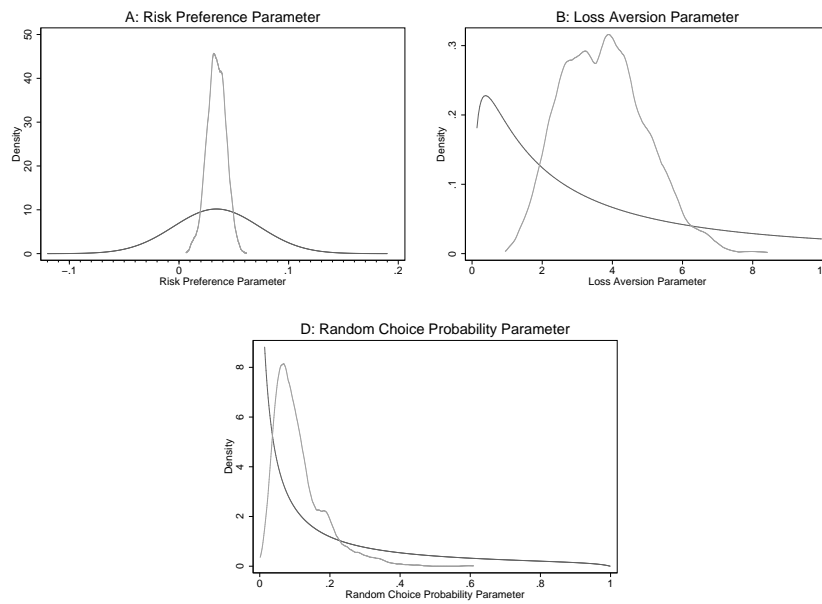 A: Risk Preference Parameter
Density
50
40
30
20
10
0
-.1 0 .1 .2
Risk Preference Parameter
B: Loss Aversion Parameter
Density
.3
.2
.1
0
0 2 4 6 8 1
Loss Aversion Parameter
D: Random Choice Probability Parameter
Density
8
6
4
2
0
0 .2 .4 .6 .8 1
Random Choice Probability Parameter